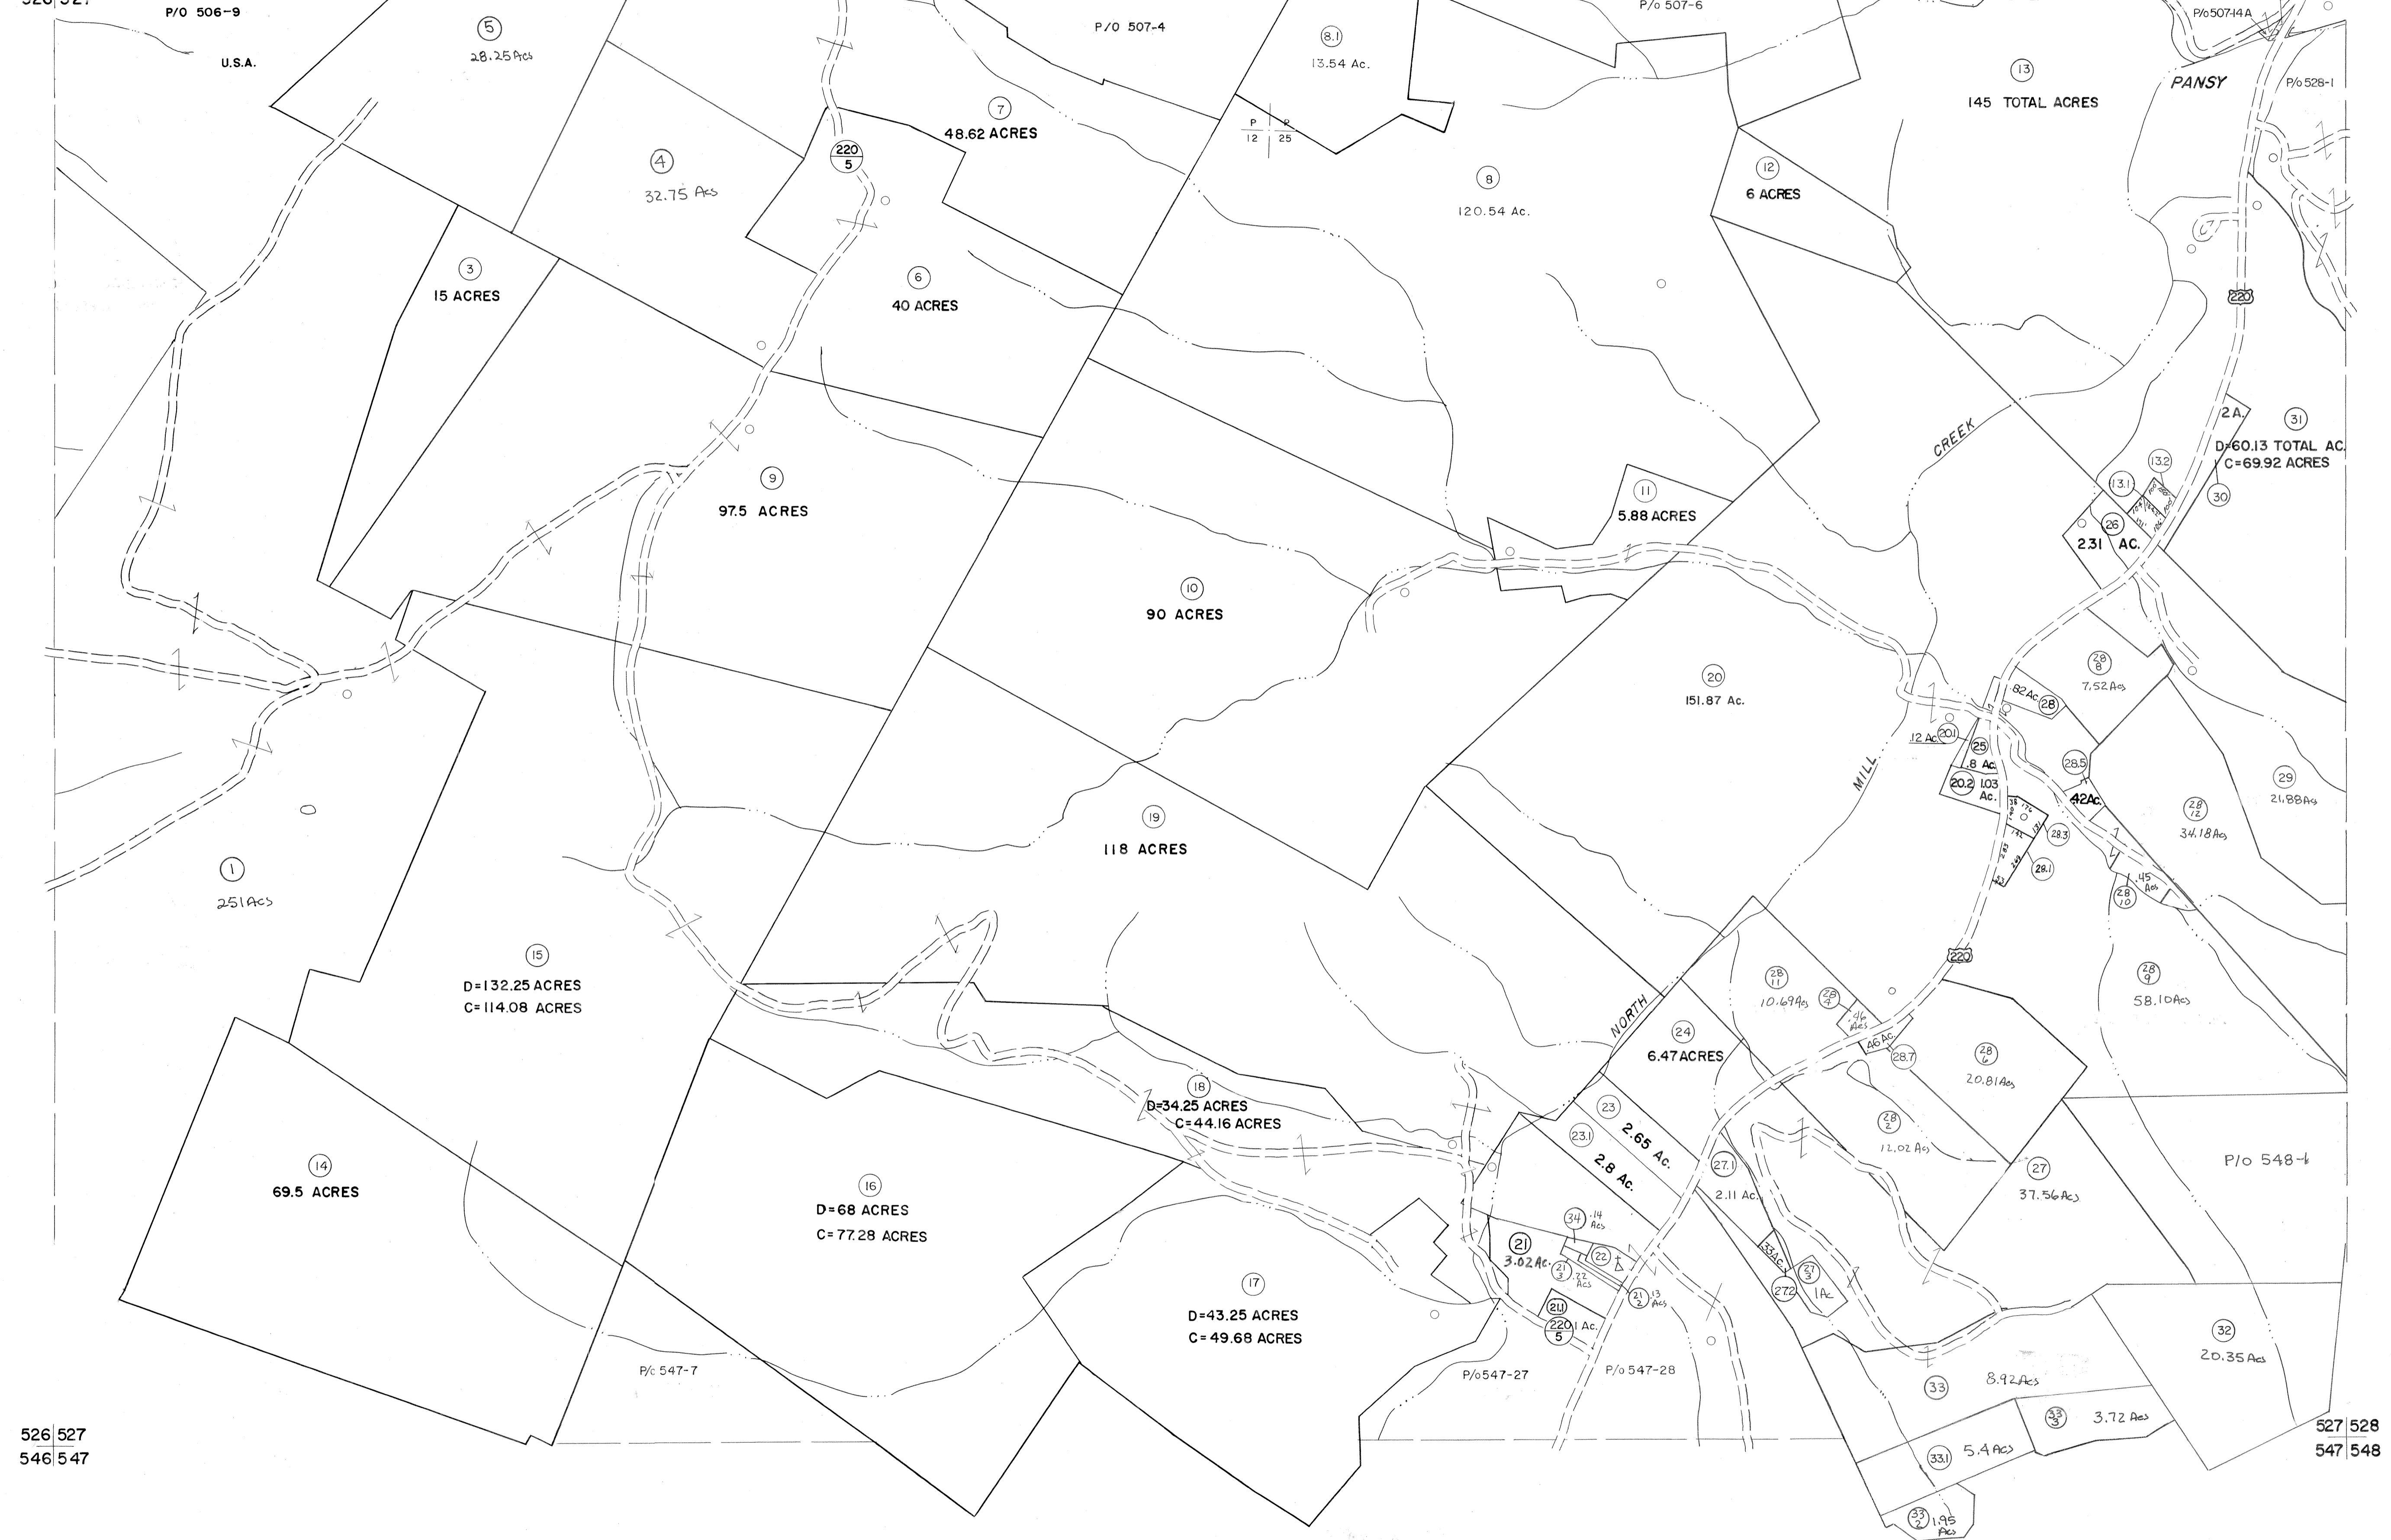 P/O 506-9
U.S.A.
5
28.25 Acs
P/O 507-4
8.1
13.54 Ac.
P/o 507-6
13
145 TOTAL ACRES
P/o 507-14A
PANSY
P/o 528-1
7
48.62 ACRES
P P
12 25
220
5
4
32.75 Acs
8
120.54 Ac.
12
6 ACRES
3
15 ACRES
6
40 ACRES
220
CREEK
2 A.
31
D=60.13 TOTAL AC.
C=69.92 ACRES
13.2
13.1
30
9
97.5 ACRES
11
5.88 ACRES
26
2.31 AC.
10
90 ACRES
20
151.87 Ac.
28
8
7.52 Acs
.82 Ac. 28
.12 Ac. 20.1
25
.8 Ac.
20.2 1.03
Ac.
28.5
.42 Ac.
29
21.88 Acs
28
12
34.18 Acs
MILL
28.3
28.1
19
118 ACRES
1
251 Acs
28
10
.45
Acs
15
D=132.25 ACRES
C=114.08 ACRES
220
28
9
58.10 Acs
28
11
10.69 Acs
28
4
.46
Acs
.46 Ac.
28.7
NORTH
24
6.47 ACRES
28
6
20.81 Acs
18
D=34.25 ACRES
C=44.16 ACRES
23
2.65 Ac.
23.1
2.8 Ac.
28
2
12.02 Acs
14
69.5 ACRES
16
D=68 ACRES
C=77.28 ACRES
27.1
2.11 Ac.
27
37.56 Acs
P/O 548-1
34 .14
Acs
21
3.02 Ac.
22
21
3
.22
Acs
21
2
.13
Acs
.33 Ac.
27.2
27
3
1 Ac
17
D=43.25 ACRES
C=49.68 ACRES
21.1
1 Ac.
220
5
32
20.35 Acs
P/o 547-7
P/o 547-27
P/o 547-28
33
8.92 Acs
33
3
3.72 Acs
33.1
5.4 Acs
33
2
1.95
Acs
526 527
546 547
527 528
547 548